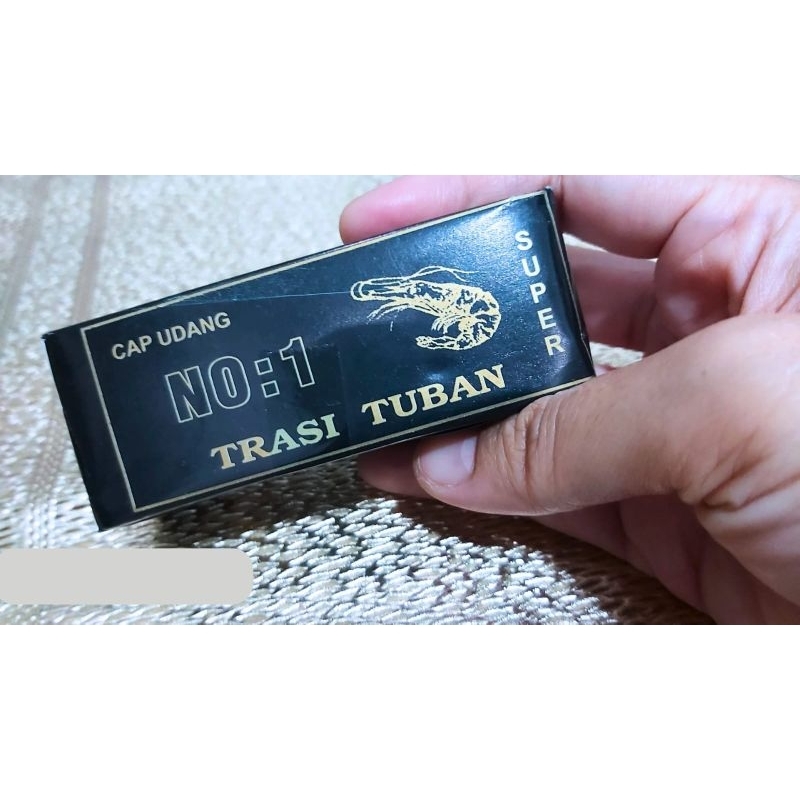 CAP UDANG
NO:1
TRASI TUBAN
SUPER